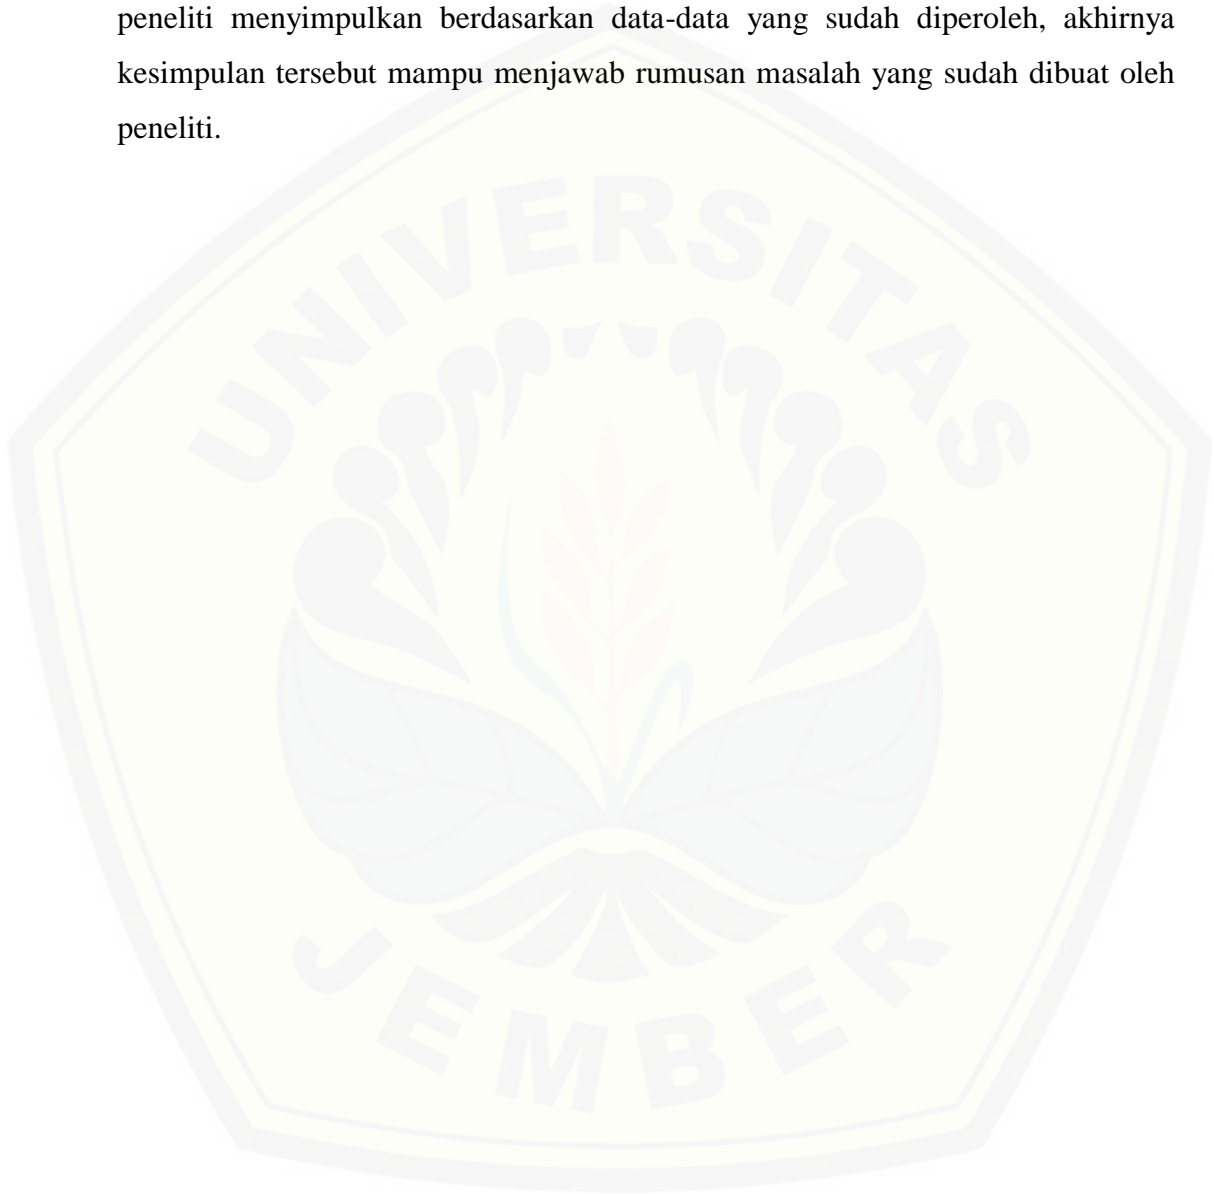 peneliti menyimpulkan berdasarkan data-data yang sudah diperoleh, akhirnya
kesimpulan tersebut mampu menjawab rumusan masalah yang sudah dibuat oleh
peneliti.
UNIVERSITAS
JEMBER